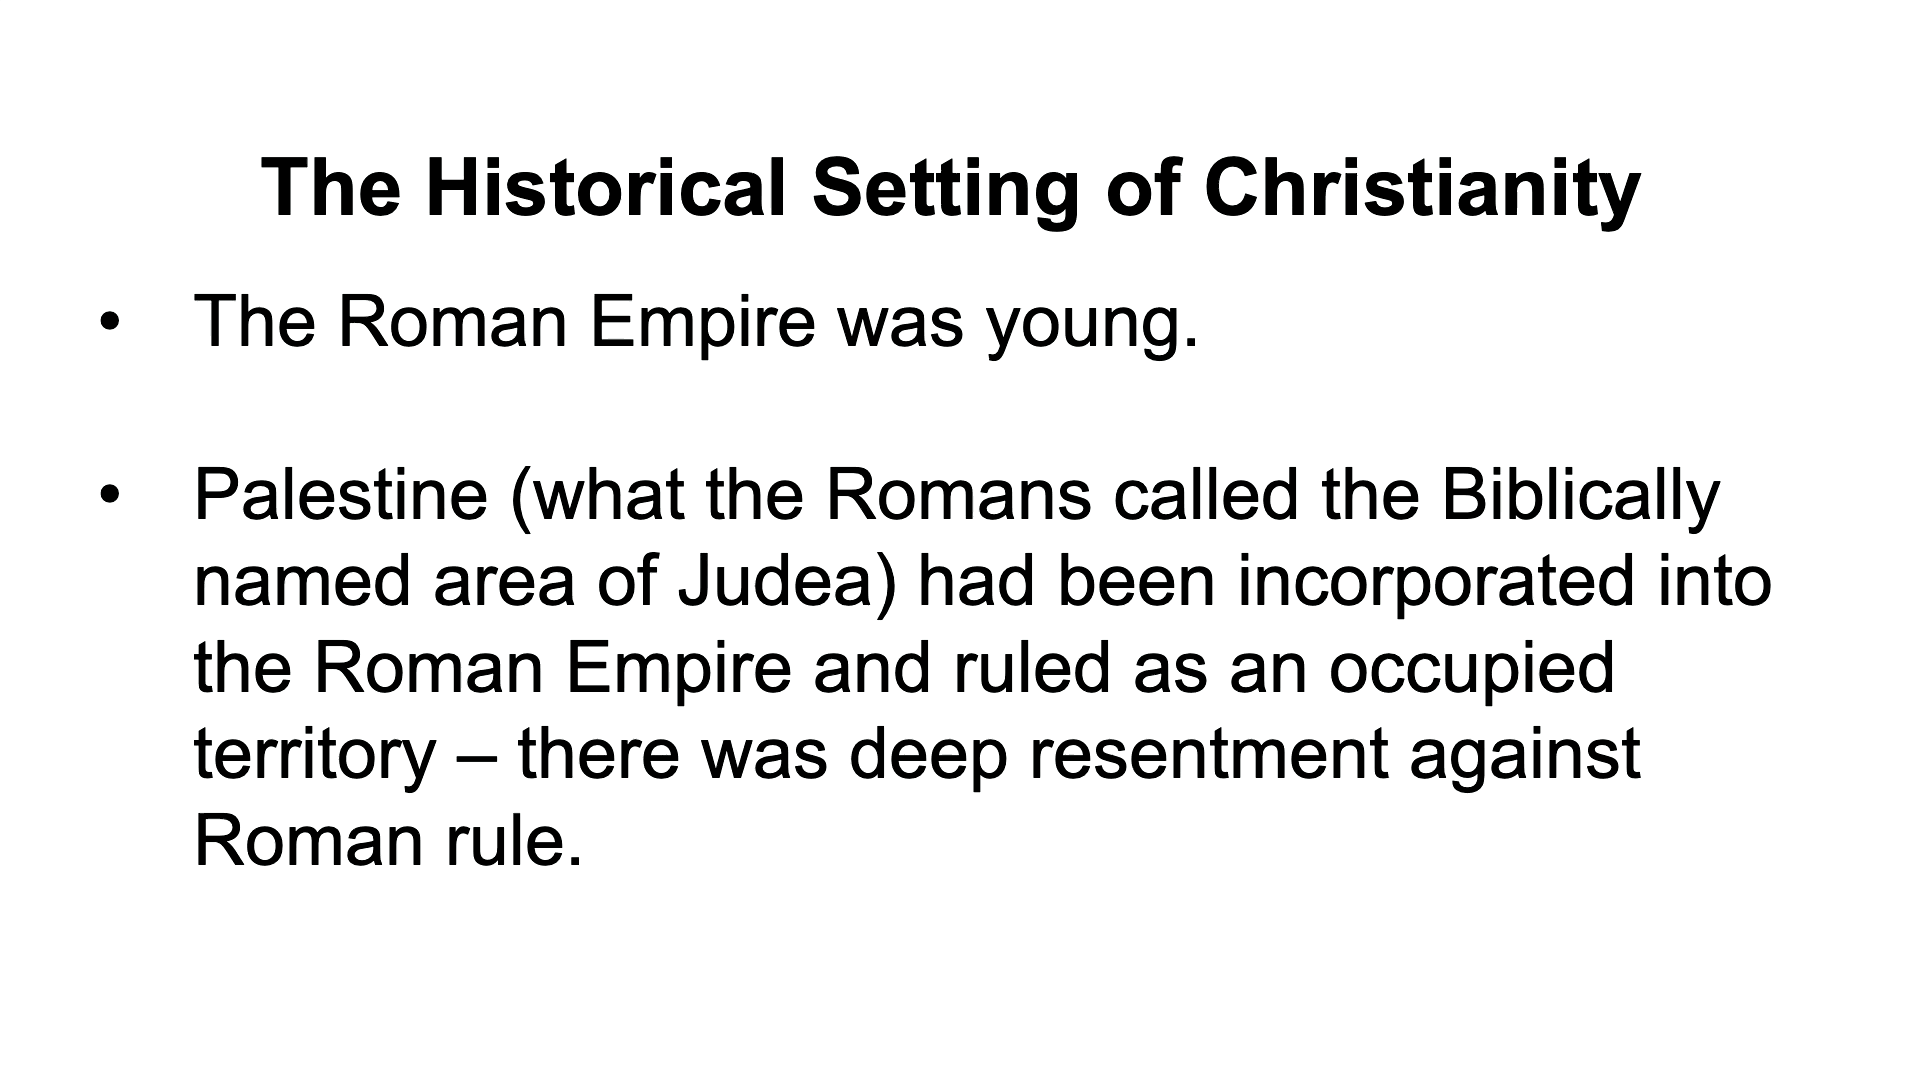 The Historical Setting of Christianity
• The Roman Empire was young.
• Palestine (what the Romans called the Biblically
named area of Judea) had been incorporated into
the Roman Empire and ruled as an occupied
territory – there was deep resentment against
Roman rule.